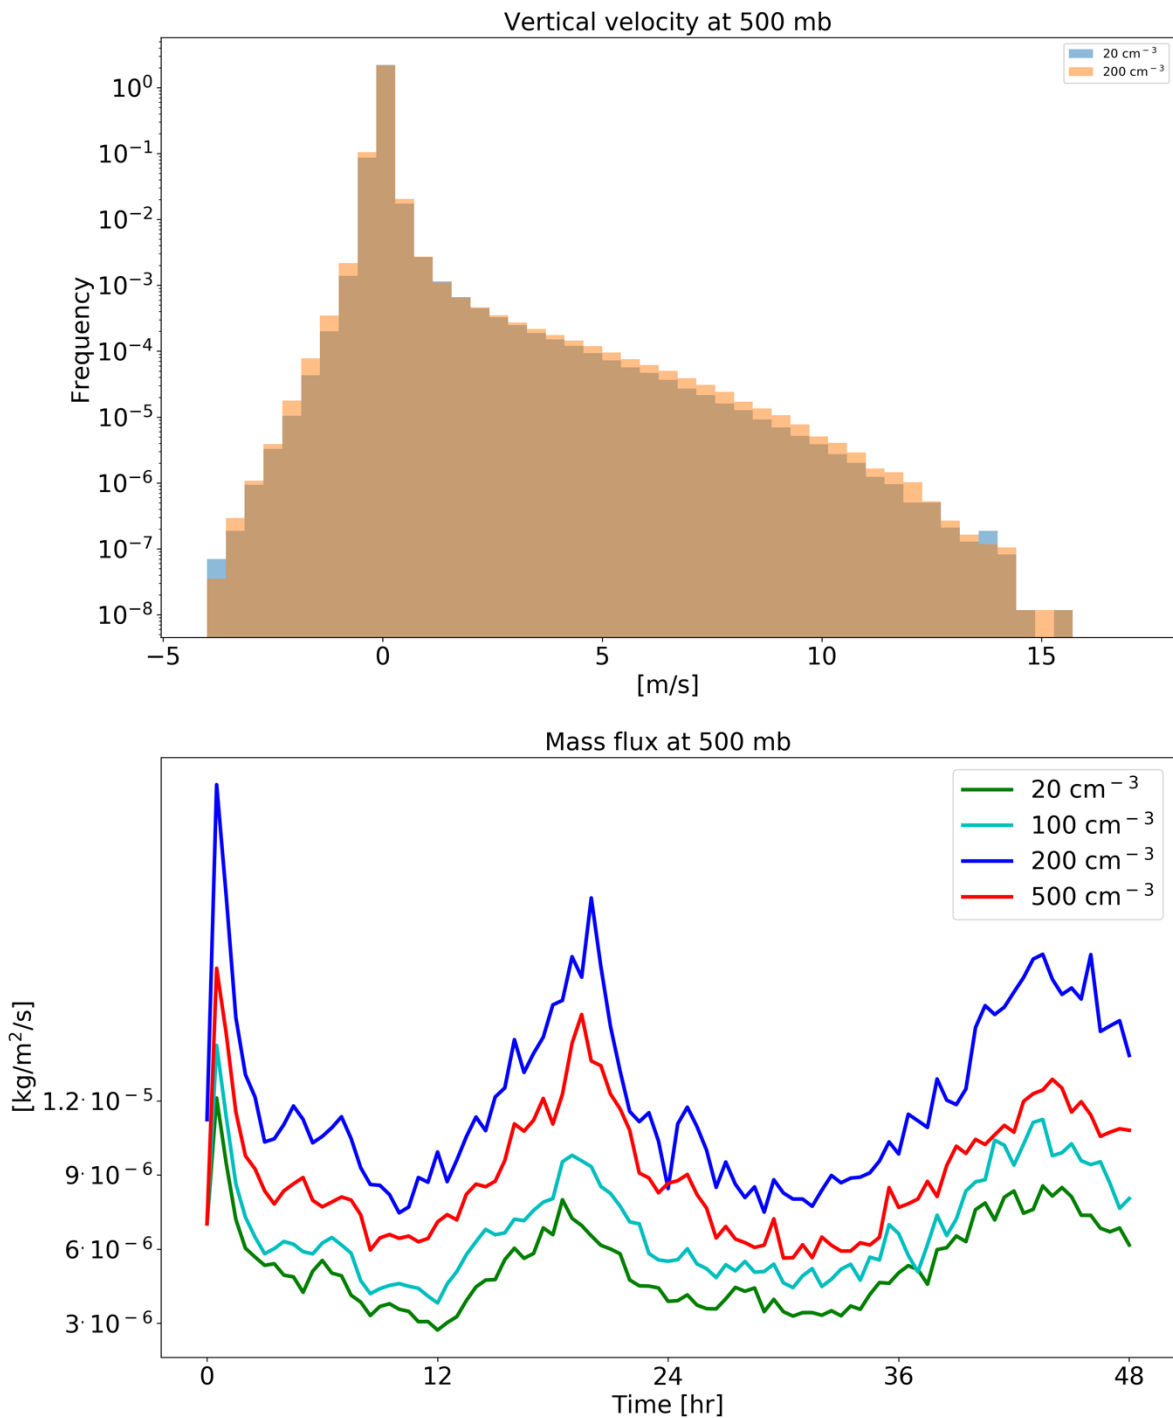 Vertical velocity at 500 mb
20 cm⁻³
200 cm⁻³
10⁰
10⁻¹
10⁻²
10⁻³
10⁻⁴
10⁻⁵
10⁻⁶
10⁻⁷
10⁻⁸
Frequency
−5 0 5 10 15
[m/s]
Mass flux at 500 mb
20 cm⁻³
100 cm⁻³
200 cm⁻³
500 cm⁻³
[kg/m²/s]
1.2·10⁻⁵
9·10⁻⁶
6·10⁻⁶
3·10⁻⁶
0 12 24 36 48
Time [hr]